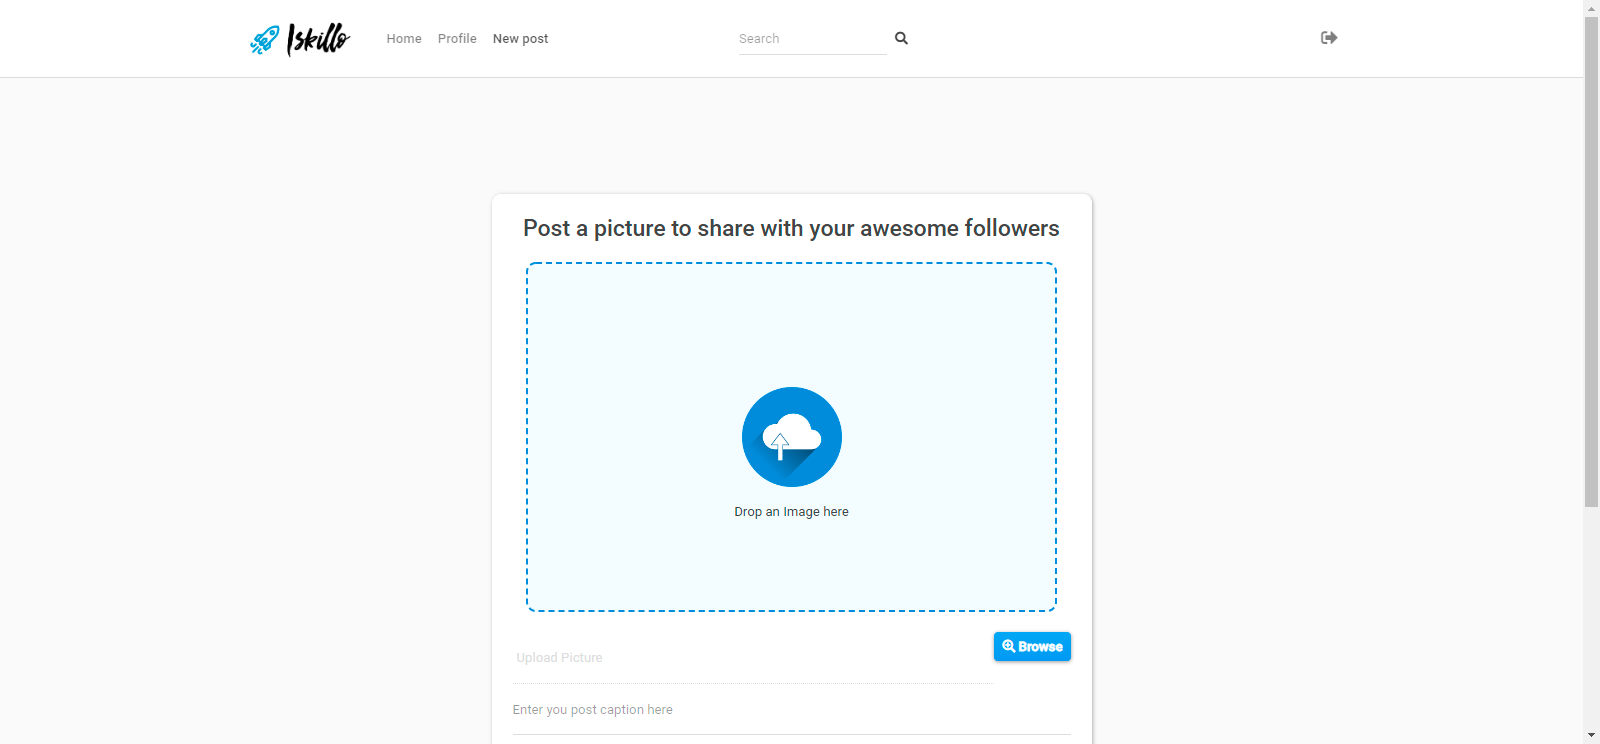 Iskillo
Home Profile New post
Search
Post a picture to share with your awesome followers
Drop an Image here
Browse
Upload Picture
Enter you post caption here